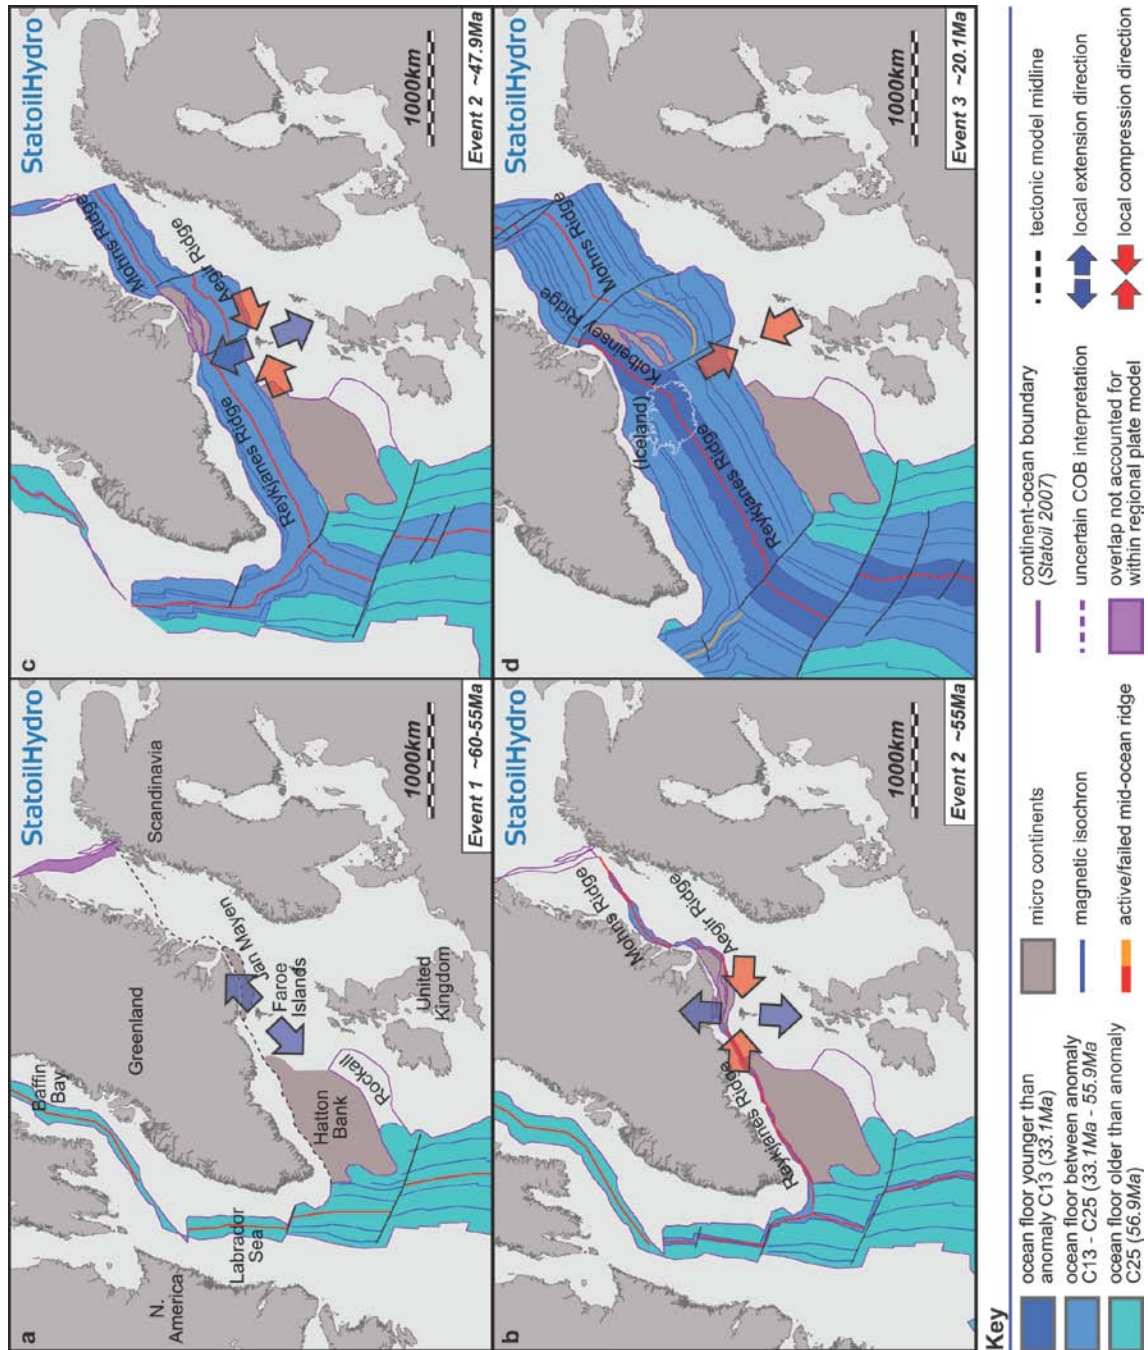 a
StatoilHydro
N.
America
Labrador
Sea
Baffin
Bay
Greenland
Scandinavia
Jan Mayen
Faroe
Islands
Hatton
Bank
Rockall
United
Kingdom
1000km
Event 1 ~60-55Ma
c
StatoilHydro
Mohns Ridge
Aegir Ridge
Reykjanes Ridge
1000km
Event 2 ~47.9Ma
b
StatoilHydro
Mohns Ridge
Aegir Ridge
Reykjanes Ridge
1000km
Event 2 ~55Ma
d
StatoilHydro
Mohns Ridge
Kolbeinsey Ridge
(Iceland)
Reykjanes Ridge
1000km
Event 3 ~20.1Ma
Key
ocean floor younger than
anomaly C13 (33.1Ma)
ocean floor between anomaly
C13 - C25 (33.1Ma - 55.9Ma
ocean floor older than anomaly
C25 (56.9Ma)
micro continents
magnetic isochron
active/failed mid-ocean ridge
continent-ocean boundary
(Statoil 2007)
uncertain COB interpretation
overlap not accounted for
within regional plate model
tectonic model midline
local extension direction
local compression direction